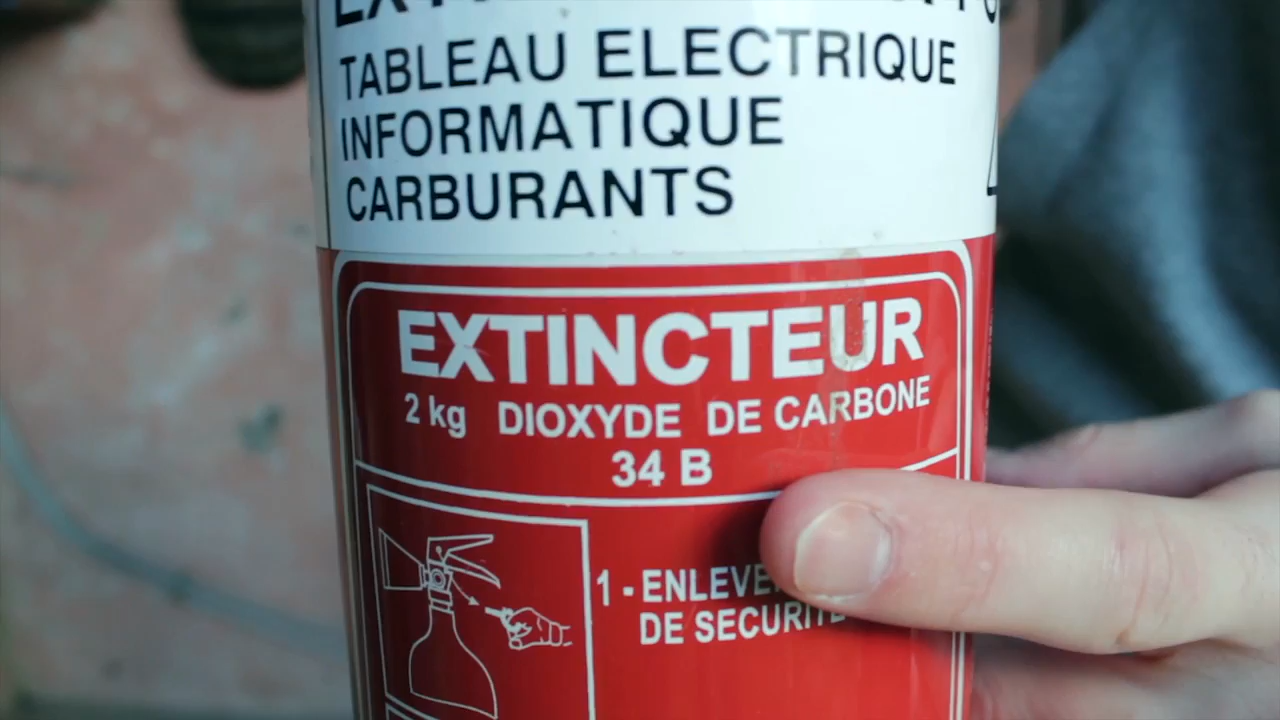 TABLEAU ELECTRIQUE
INFORMATIQUE
CARBURANTS
EXTINCTEUR
2 kg DIOXYDE DE CARBONE
34 B
1 - ENLEVE
DE SECURITE